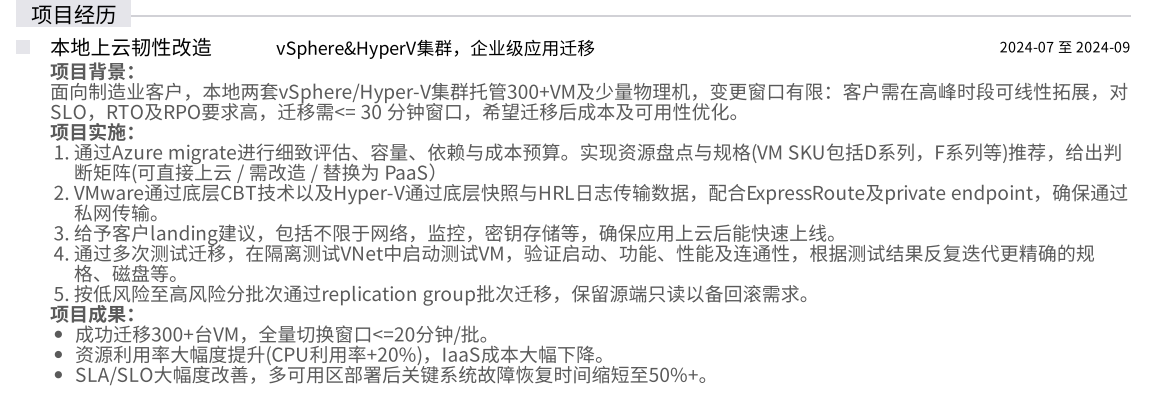 项目经历
本地上云韧性改造 vSphere&HyperV集群，企业级应用迁移 2024-07 至 2024-09
项目背景：
面向制造业客户，本地两套vSphere/Hyper-V集群托管300+VM及少量物理机，变更窗口有限：客户需在高峰时段可线性拓展，对
SLO，RTO及RPO要求高，迁移需<= 30 分钟窗口，希望迁移后成本及可用性优化。
项目实施：
1. 通过Azure migrate进行细致评估、容量、依赖与成本预算。实现资源盘点与规格(VM SKU包括D系列，F系列等)推荐，给出判
断矩阵(可直接上云 / 需改造 / 替换为 PaaS）
2. VMware通过底层CBT技术以及Hyper-V通过底层快照与HRL日志传输数据，配合ExpressRoute及private endpoint，确保通过
私网传输。
3. 给予客户landing建议，包括不限于网络，监控，密钥存储等，确保应用上云后能快速上线。
4. 通过多次测试迁移，在隔离测试VNet中启动测试VM，验证启动、功能、性能及连通性，根据测试结果反复迭代更精确的规
格、磁盘等。
5. 按低风险至高风险分批次通过replication group批次迁移，保留源端只读以备回滚需求。
项目成果：
• 成功迁移300+台VM，全量切换窗口<=20分钟/批。
• 资源利用率大幅度提升(CPU利用率+20%)，IaaS成本大幅下降。
• SLA/SLO大幅度改善，多可用区部署后关键系统故障恢复时间缩短至50%+。